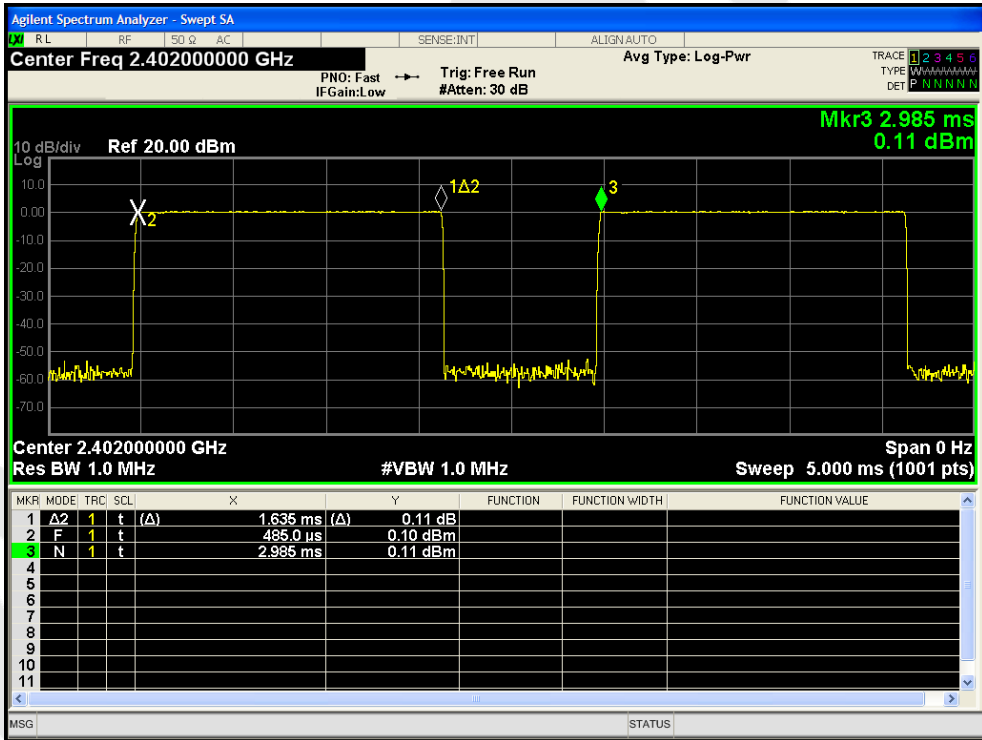 Agilent Spectrum Analyzer - Swept SA
LXI RL RF 50 Ω AC SENSE:INT ALIGN AUTO
Center Freq 2.402000000 GHz
PNO: Fast
IFGain:Low
Trig: Free Run
#Atten: 30 dB
Avg Type: Log-Pwr
TRACE 1 2 3 4 5 6
TYPE
DET P N N N N N
Mkr3 2.985 ms
0.11 dBm
10 dB/div Ref 20.00 dBm
Log
10.0
0.00
-10.0
-20.0
-30.0
-40.0
-50.0
-60.0
-70.0
2
1Δ2
3
Center 2.402000000 GHz Span 0 Hz
Res BW 1.0 MHz #VBW 1.0 MHz Sweep 5.000 ms (1001 pts)
MKR MODE TRC SCL X Y FUNCTION FUNCTION WIDTH FUNCTION VALUE
1 Δ2 1 t (Δ) 1.635 ms (Δ) 0.11 dB
2 F 1 t 485.0 µs 0.10 dBm
3 N 1 t 2.985 ms 0.11 dBm
4
5
6
7
8
9
10
11
MSG STATUS